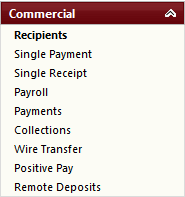 Commercial
Recipients
Single Payment
Single Receipt
Payroll
Payments
Collections
Wire Transfer
Positive Pay
Remote Deposits